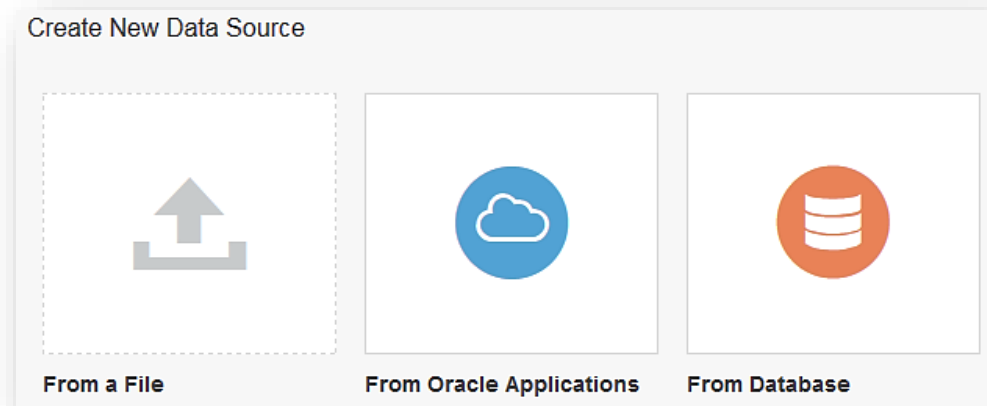 Create New Data Source
From a File
From Oracle Applications
From Database